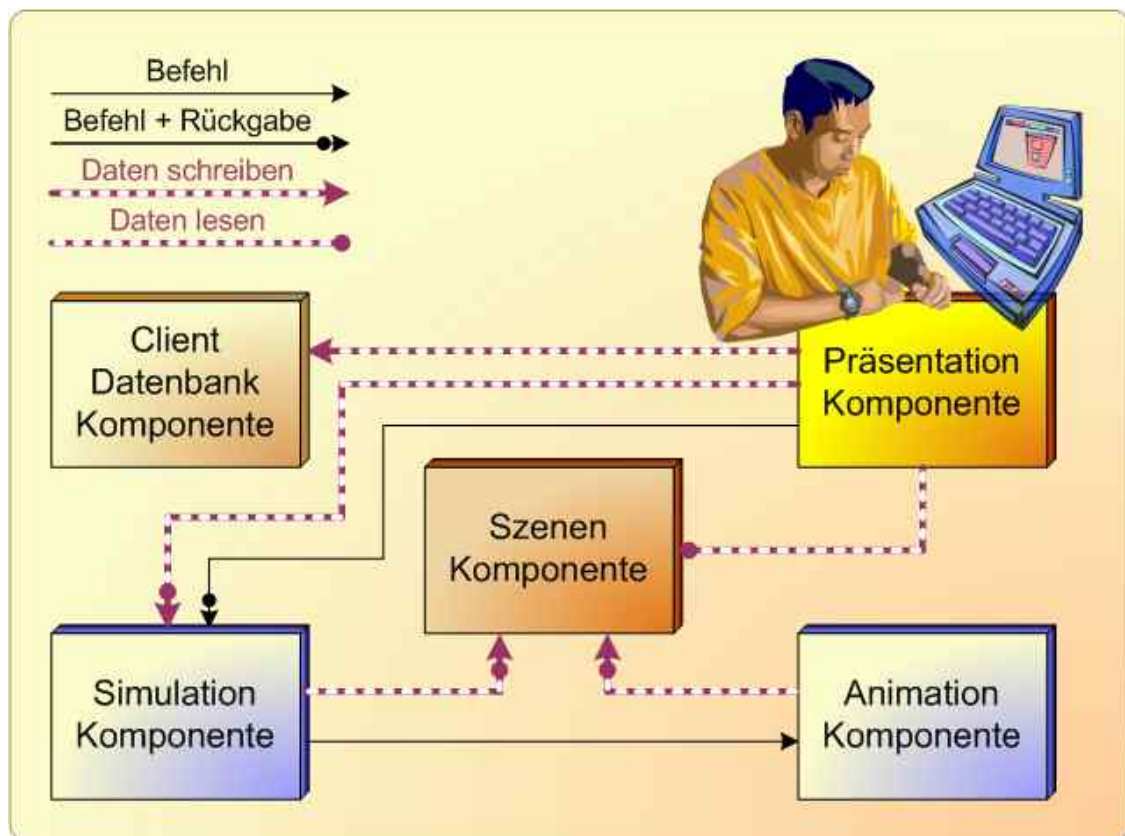 Befehl
Befehl + Rückgabe
Daten schreiben
Daten lesen
Client
Datenbank
Komponente
Präsentation
Komponente
Szenen
Komponente
Simulation
Komponente
Animation
Komponente